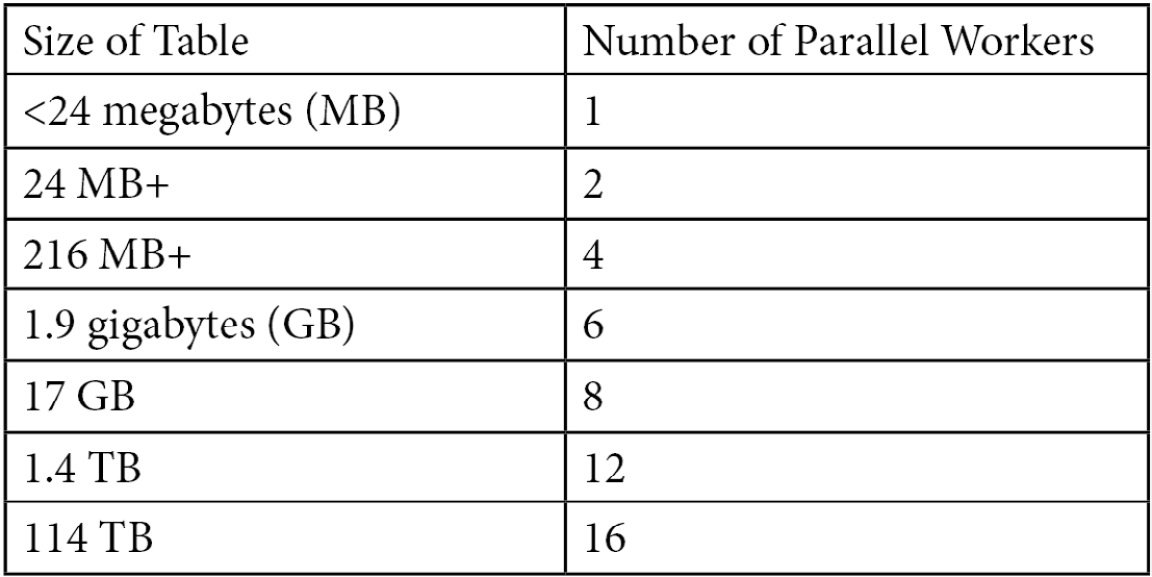 Size of Table Number of Parallel Workers
<24 megabytes (MB) 1
24 MB+ 2
216 MB+ 4
1.9 gigabytes (GB) 6
17 GB 8
1.4 TB 12
114 TB 16